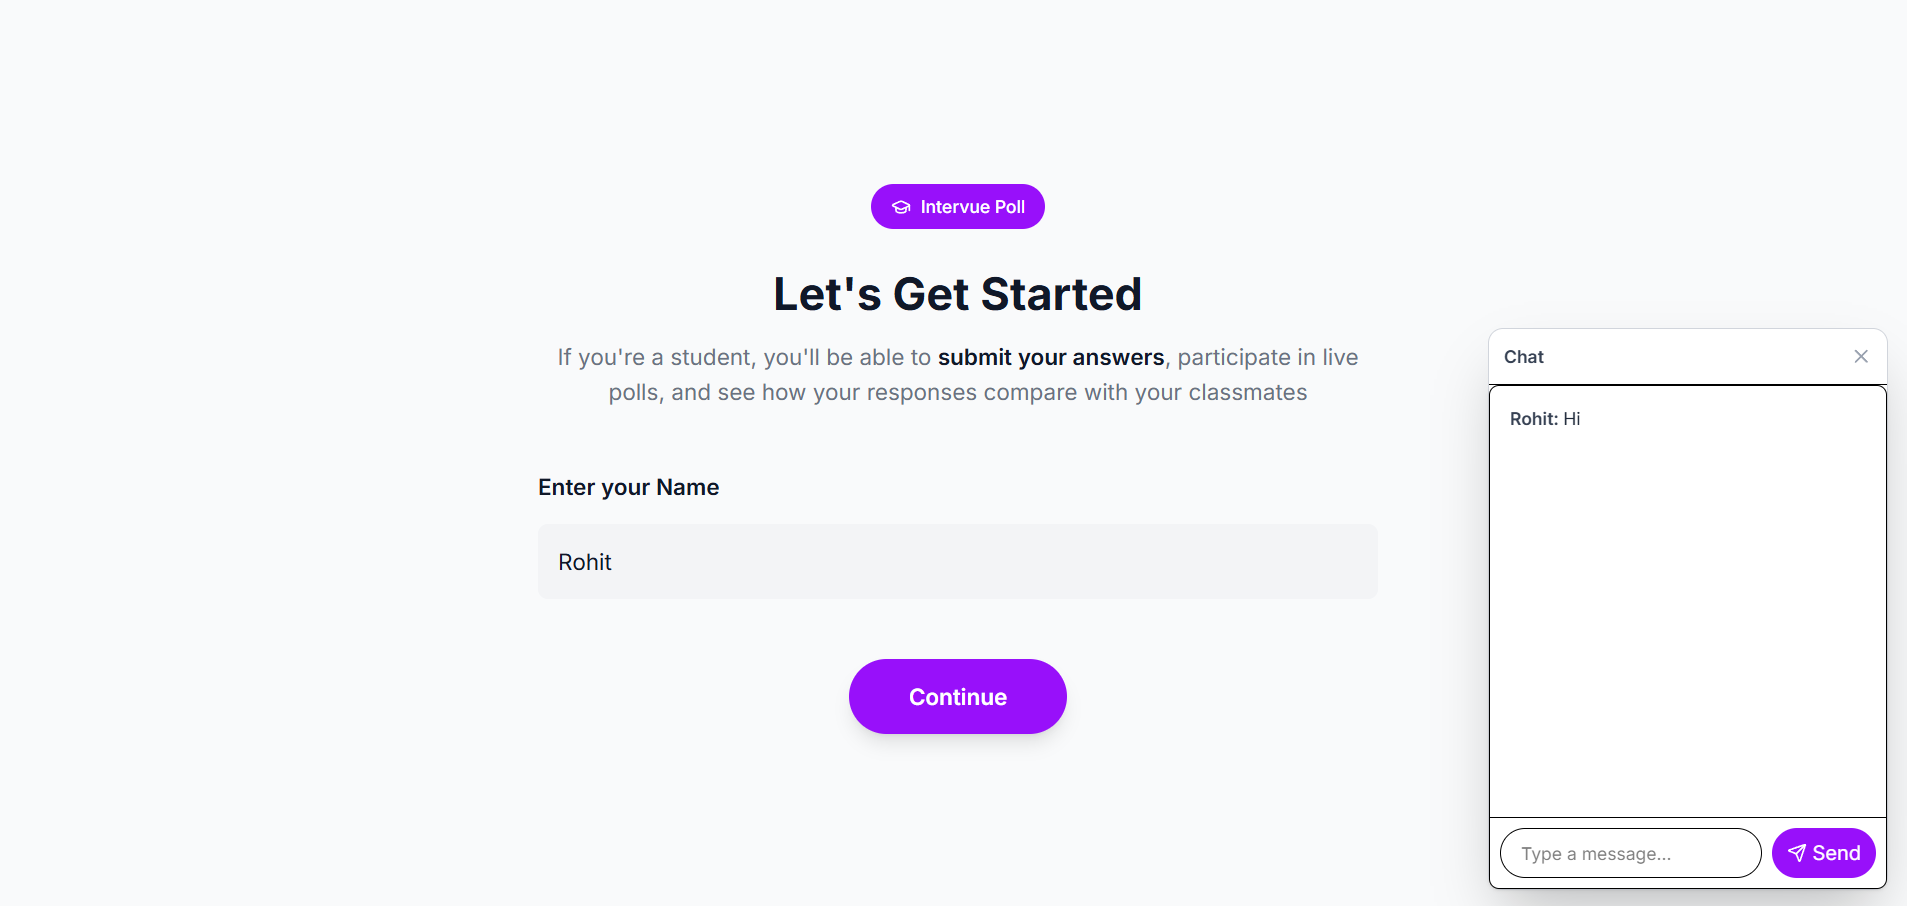 Intervue Poll
Let's Get Started
If you're a student, you'll be able to submit your answers, participate in live
polls, and see how your responses compare with your classmates
Enter your Name
Rohit
Continue
Chat
Rohit: Hi
Type a message...
Send